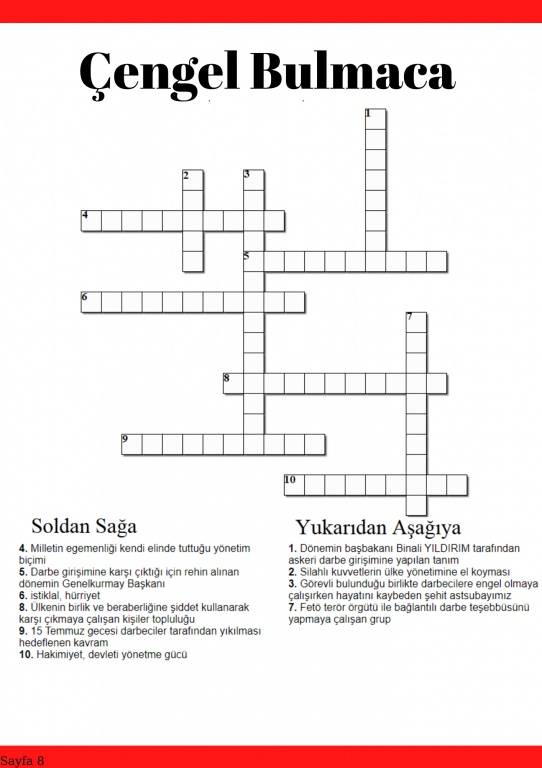 Çengel Bulmaca
1
2
3
4
5
6
7
8
9
10
Soldan Sağa
4. Milletin egemenliği kendi elinde tuttuğu yönetim
biçimi
5. Darbe girişimine karşı çıktığı için rehin alınan
dönemin Genelkurmay Başkanı
6. istiklal, hürriyet
8. Ülkenin birlik ve beraberliğine şiddet kullanarak
karşı çıkmaya çalışan kişiler topluluğu
9. 15 Temmuz gecesi darbeciler tarafından yıkılması
hedeflenen kavram
10. Hakimiyet, devleti yönetme gücü
Yukarıdan Aşağıya
1. Dönemin başbakanı Binali YILDIRIM tarafından
askeri darbe girişimine yapılan tanım
2. Silahlı kuvvetlerin ülke yönetimine el koyması
3. Görevli bulunduğu birlikte darbecilere engel olmaya
çalışırken hayatını kaybeden şehit astsubayımız
7. Fetö terör örgütü ile bağlantılı darbe teşebbüsünü
yapmaya çalışan grup
Sayfa 8